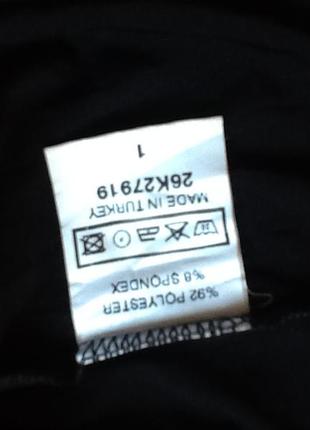 %92 POLYESTER
%8 SPONDEX
MADE IN TURKEY
26K27919
1